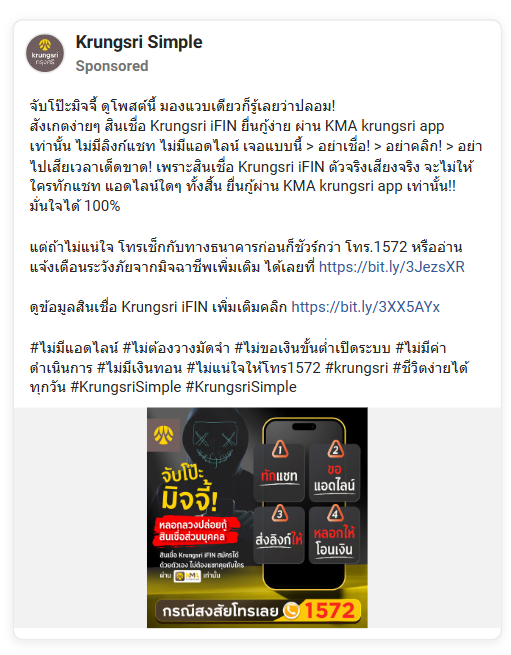 krungsri
กรุงศรี
Krungsri Simple
Sponsored
จับโป๊ะมิจจี้ ดูโพสต์นี้ มองแวบเดียวก็รู้เลยว่าปลอม!
สังเกตง่ายๆ สินเชื่อ Krungsri iFIN ยื่นกู้ง่าย ผ่าน KMA krungsri app
เท่านั้น ไม่มีลิงก์แชท ไม่มีแอดไลน์ เจอแบบนี้ > อย่าเชื่อ! > อย่าคลิก! > อย่า
ไปเสียเวลาเด็ดขาด! เพราะสินเชื่อ Krungsri iFIN ตัวจริงเสียงจริง จะไม่ให้
ใครทักแชท แอดไลน์ใดๆ ทั้งสิ้น ยื่นกู้ผ่าน KMA krungsri app เท่านั้น!!
มั่นใจได้ 100%
แต่ถ้าไม่แน่ใจ โทรเช็กกับทางธนาคารก่อนก็ชัวร์กว่า โทร.1572 หรืออ่าน
แจ้งเตือนระวังภัยจากมิจฉาชีพเพิ่มเติม ได้เลยที่ https://bit.ly/3JezsXR
ดูข้อมูลสินเชื่อ Krungsri iFIN เพิ่มเติมคลิก https://bit.ly/3XX5AYx
#ไม่มีแอดไลน์ #ไม่ต้องวางมัดจำ #ไม่ขอเงินขั้นต่ำเปิดระบบ #ไม่มีค่า
ดำเนินการ #ไม่มีเงินทอน #ไม่แน่ใจให้โทร1572 #krungsri #ชีวิตง่ายได้
ทุกวัน #KrungsriSimple #KrungsriSimple
จับโป๊ะ
มิจจี้!
หลอกลวงปล่อยกู้
สินเชื่อส่วนบุคคล
สินเชื่อ Krungsri iFIN สมัครได้
ด้วยตัวเอง ไม่ต้องแชทคุยกับใคร
ผ่าน KMA เท่านั้น
1
ทักแชท
2
ขอ
แอดไลน์
3
ส่งลิงก์ให้
4
หลอกให้
โอนเงิน
กรณีสงสัยโทรเลย 1572